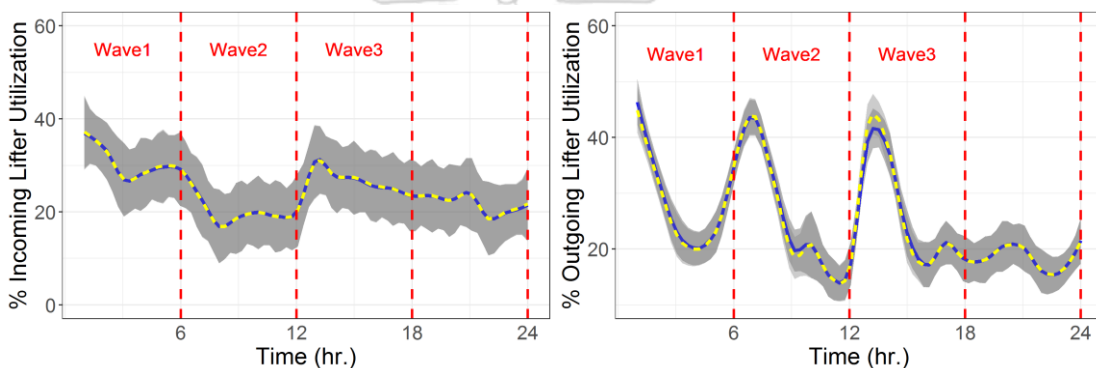 % Incoming Lifter Utilization
60
40
20
0
Wave1
Wave2
Wave3
6
12
18
24
Time (hr.)
% Outgoing Lifter Utilization
60
40
20
Wave1
Wave2
Wave3
6
12
18
24
Time (hr.)